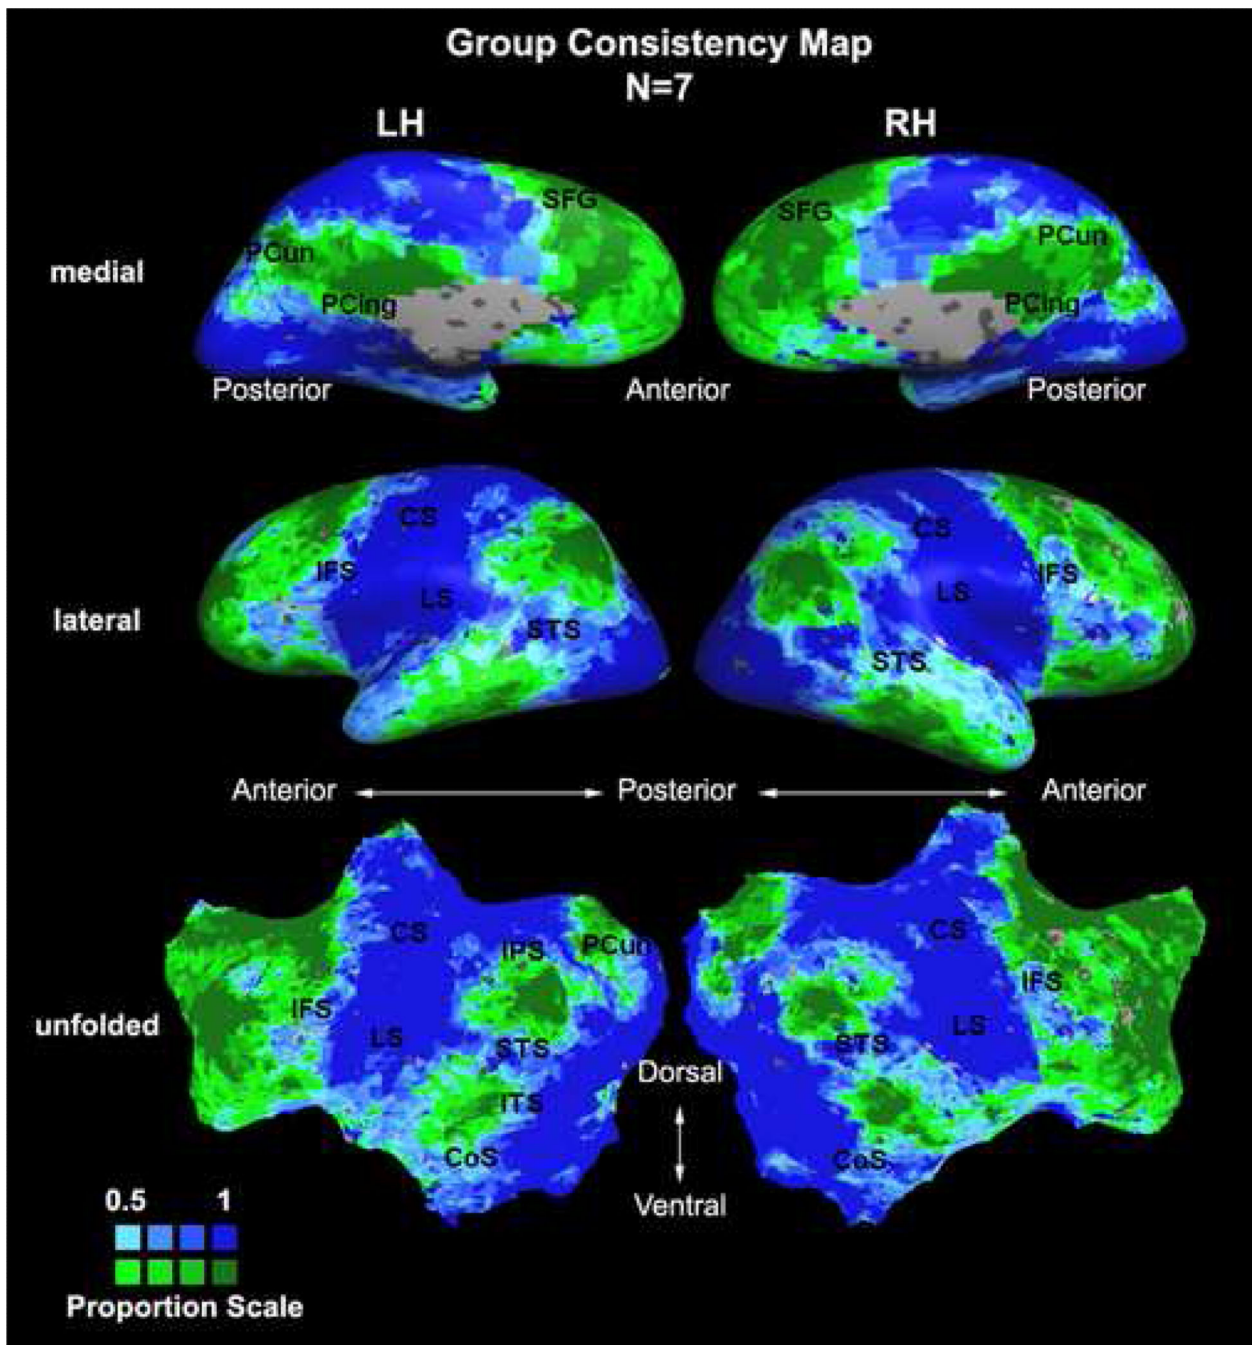 Group Consistency Map
N=7
LH RH
SFG SFG
PCun PCun
medial
PCing PCing
Posterior Anterior Posterior
CS CS
IFS IFS
LS LS
lateral
STS STS
Anterior Posterior Anterior
CS CS
IPS PCun
IFS IFS
unfolded
LS LS
STS STS
Dorsal
ITS
CoS CoS
Ventral
0.5 1
Proportion Scale